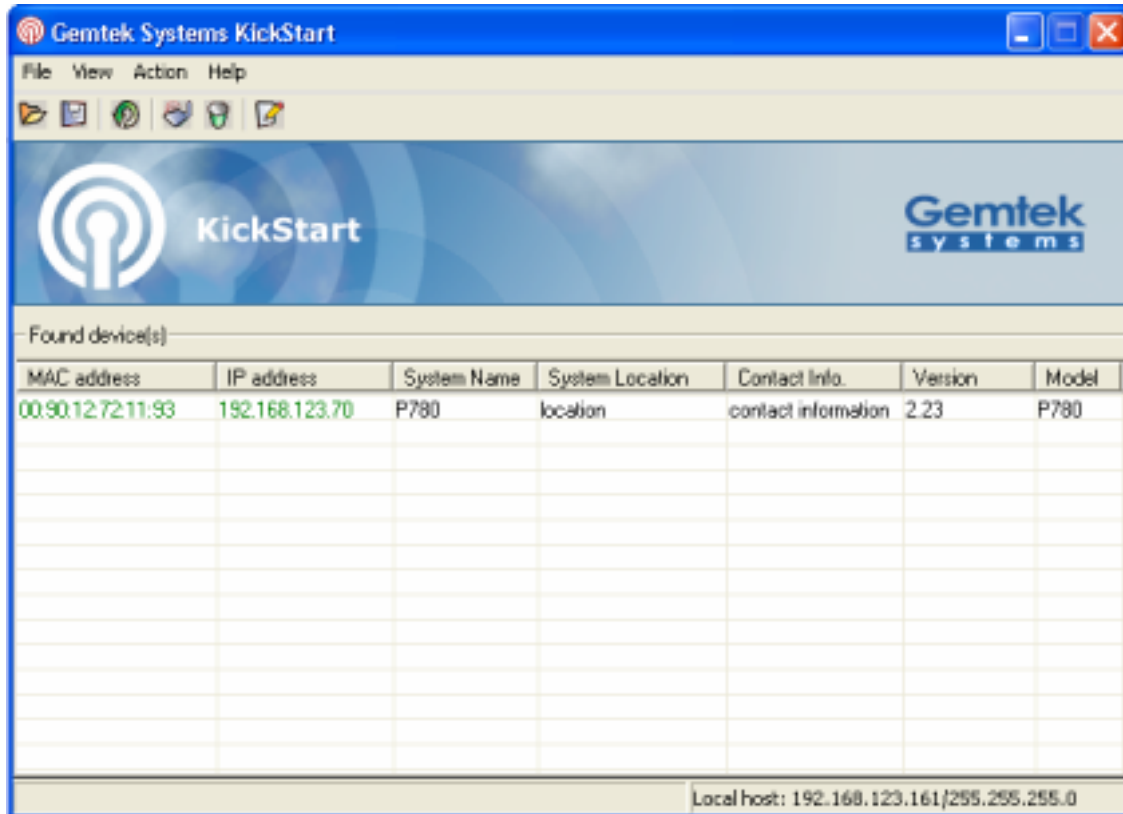 Gemtek Systems KickStart
File View Action Help
KickStart
Gemtek
systems
Found device(s)
MAC address IP address System Name System Location Contact Info. Version Model
00:90:12:72:11:93 192.168.123.70 P780 location contact information 2.23 P780
Local host: 192.168.123.161/255.255.255.0